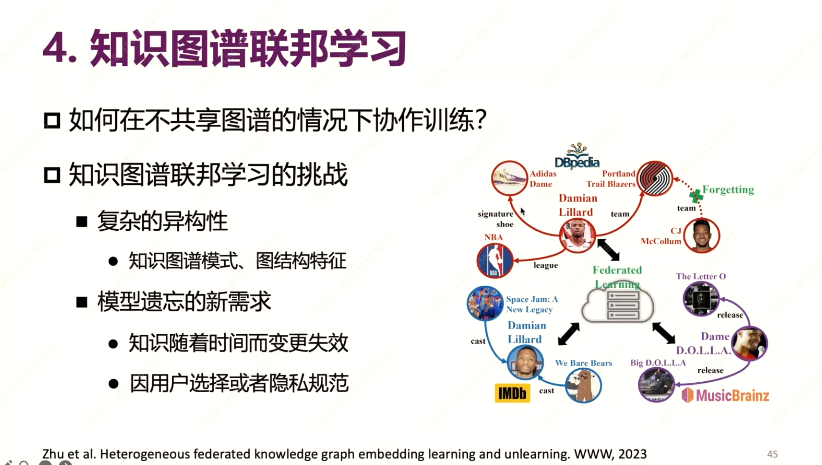 4. 知识图谱联邦学习
如何在不共享图谱的情况下协作训练？
知识图谱联邦学习的挑战
复杂的异构性
知识图谱模式、图结构特征
模型遗忘的新需求
知识随着时间而变更失效
因用户选择或者隐私规范
DBpedia
Adidas
Dame
Portland
Trail Blazers
Damian
Lillard
Forgetting
signature
shoe
team
team
CJ
McCollum
NBA
league
Federated
Learning
Space Jam: A
New Legacy
The Letter O
release
Damian
Lillard
cast
Dame
D.O.L.L.A.
We Bare Bears
Big D.O.L.L.A
release
IMDb
cast
MusicBrainz
Zhu et al. Heterogeneous federated knowledge graph embedding learning and unlearning. WWW, 2023
45